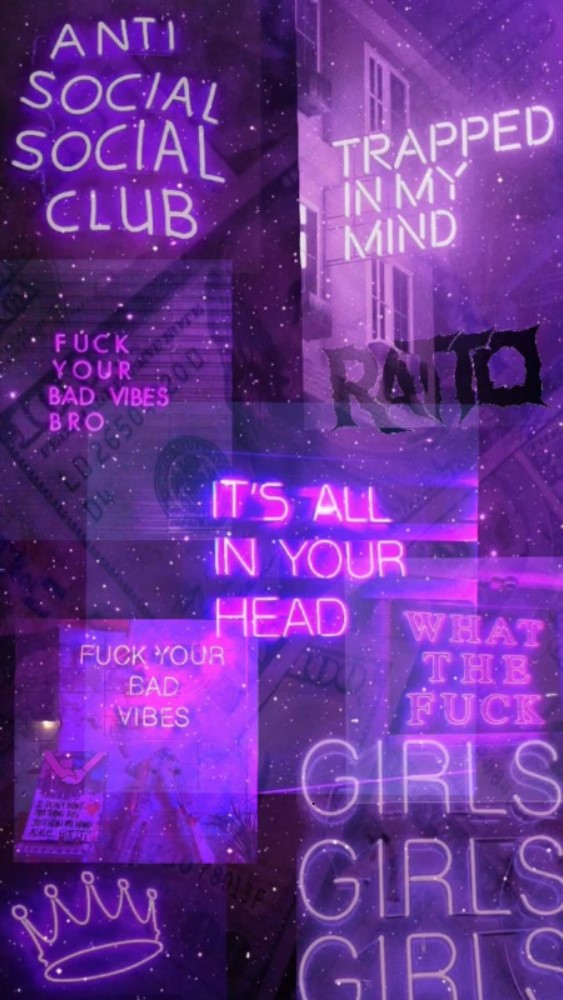 ANTI
SOCIAL
SOCIAL
CLUB
TRAPPED
IN MY
MIND
FUCK
YOUR
BAD VIBES
BRO
IT'S ALL
IN YOUR
HEAD
FUCK YOUR
BAD
VIBES
WHAT
THE
FUCK
GIRLS
GIRLS
GIRLS